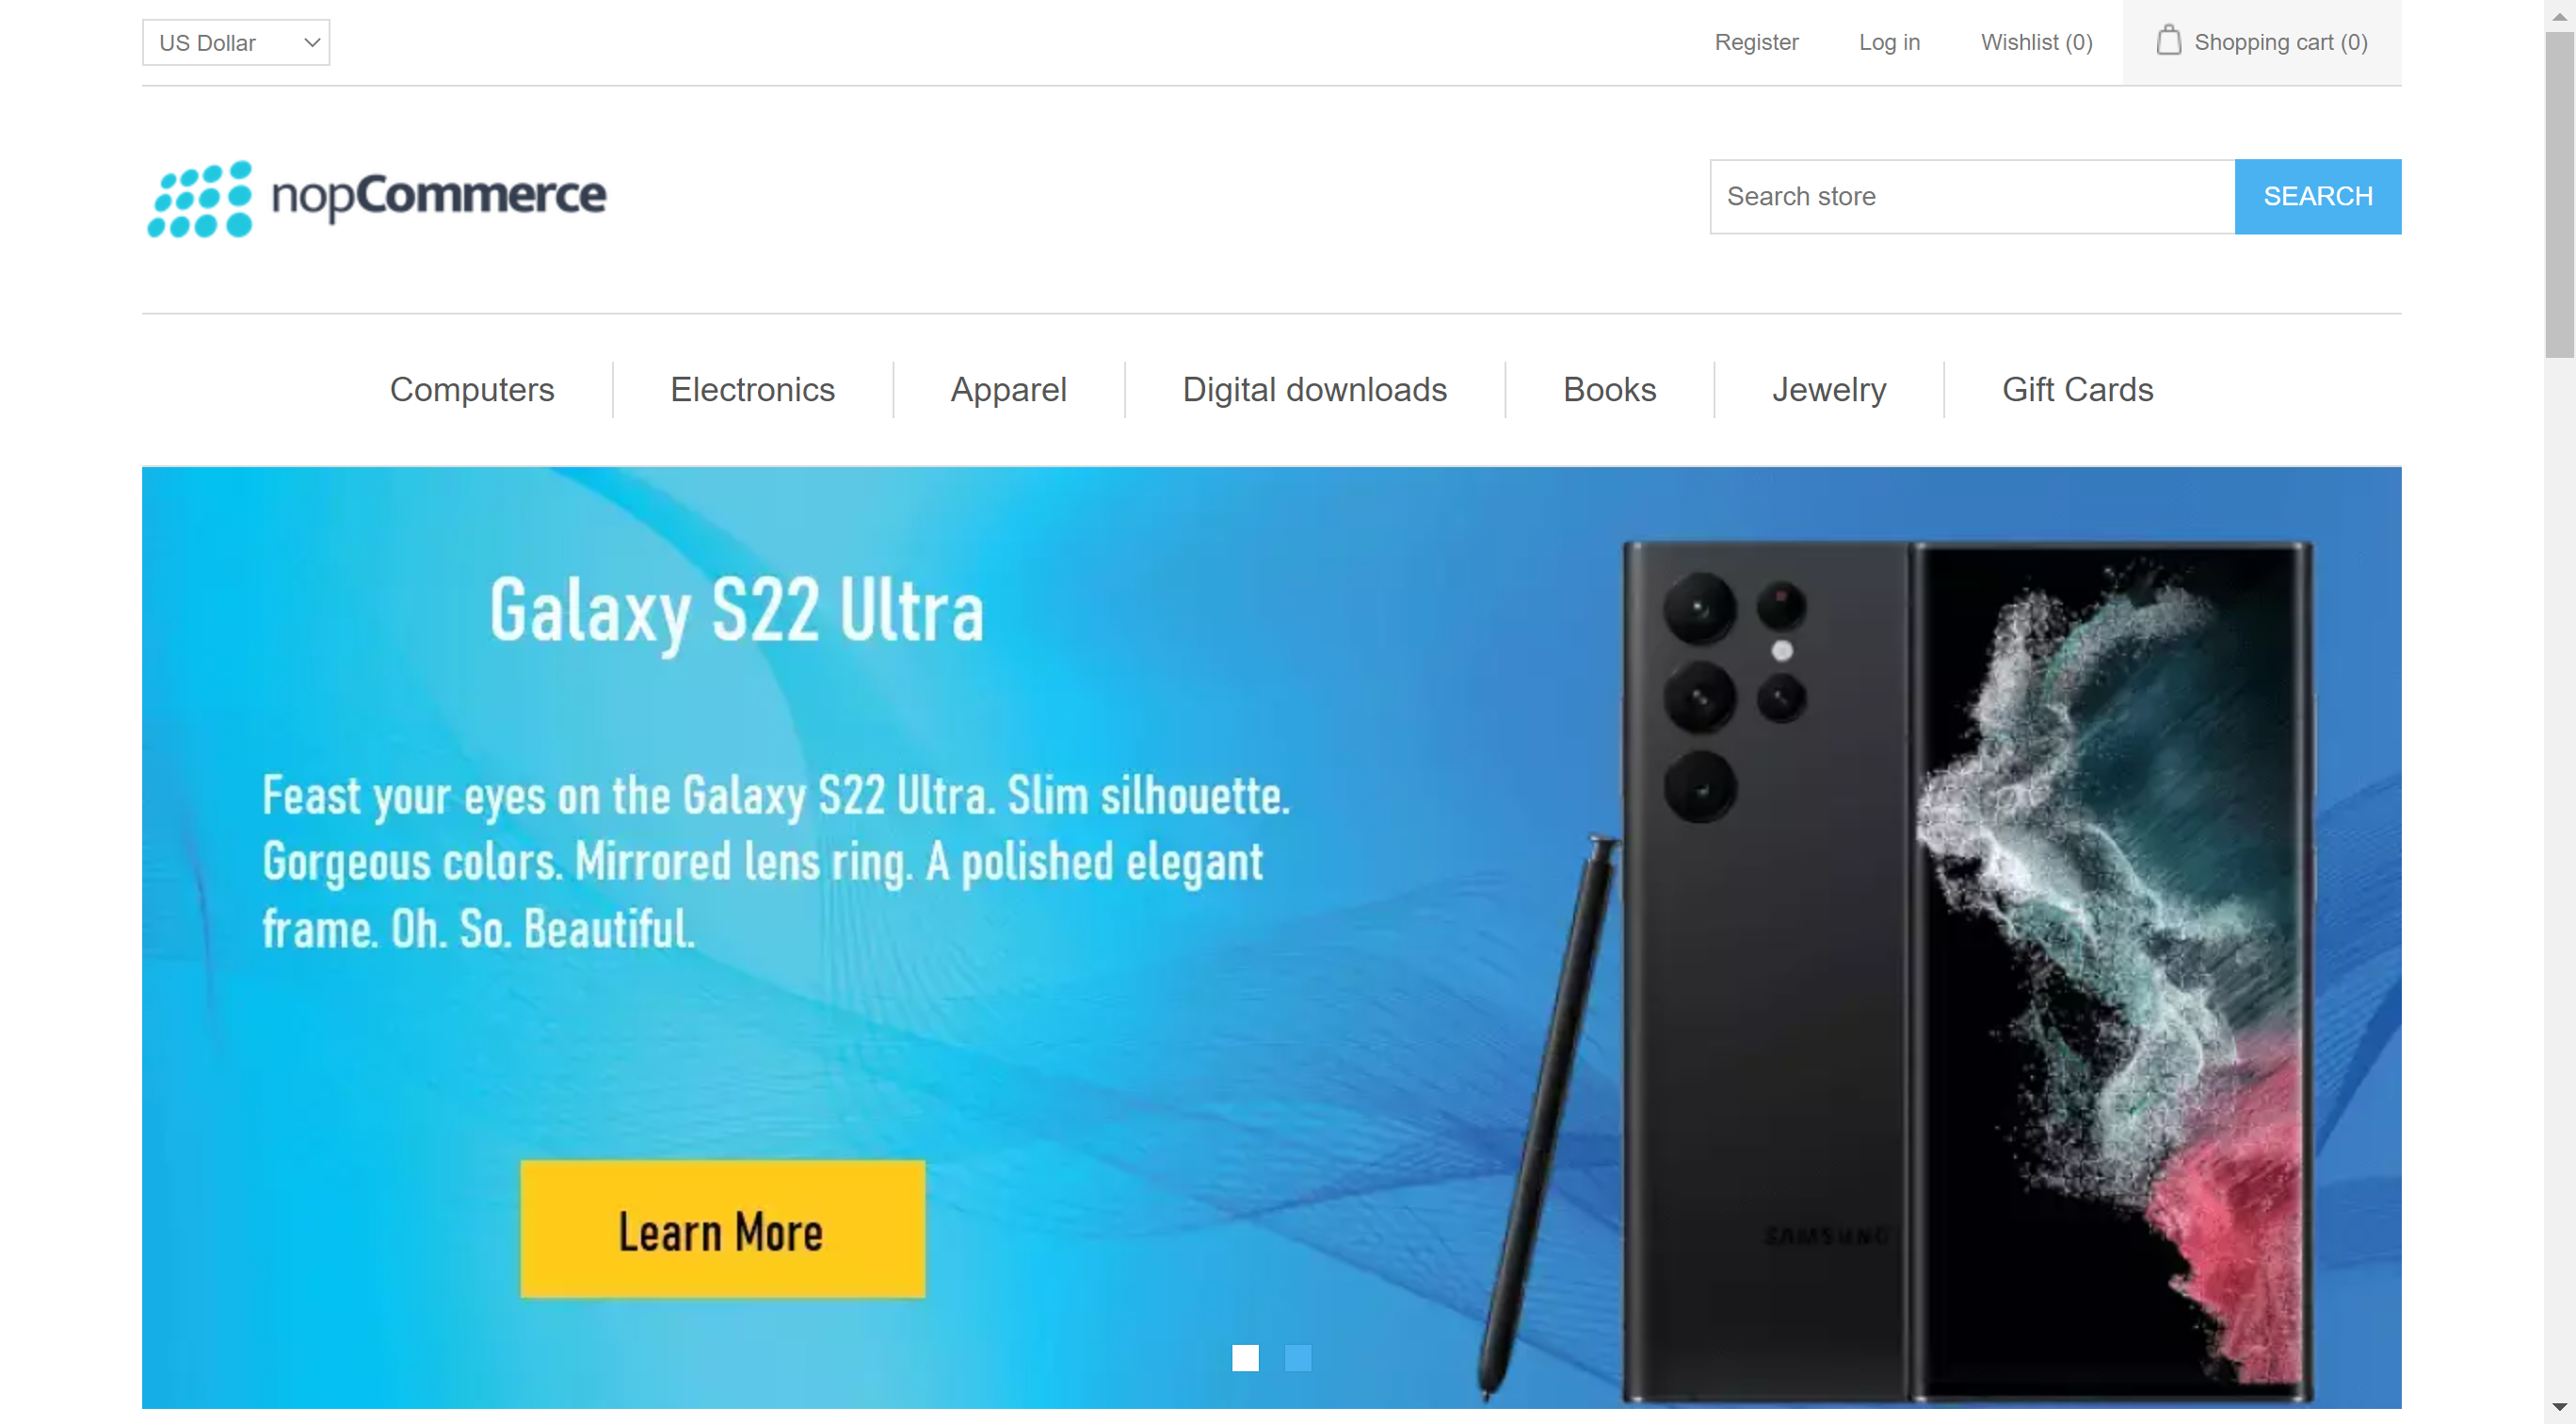 US Dollar
Register
Log in
Wishlist (0)
Shopping cart (0)
nopCommerce
Search store
SEARCH
Computers
Electronics
Apparel
Digital downloads
Books
Jewelry
Gift Cards
Galaxy S22 Ultra
Feast your eyes on the Galaxy S22 Ultra. Slim silhouette.
Gorgeous colors. Mirrored lens ring. A polished elegant
frame. Oh. So. Beautiful.
Learn More
SAMSUNG